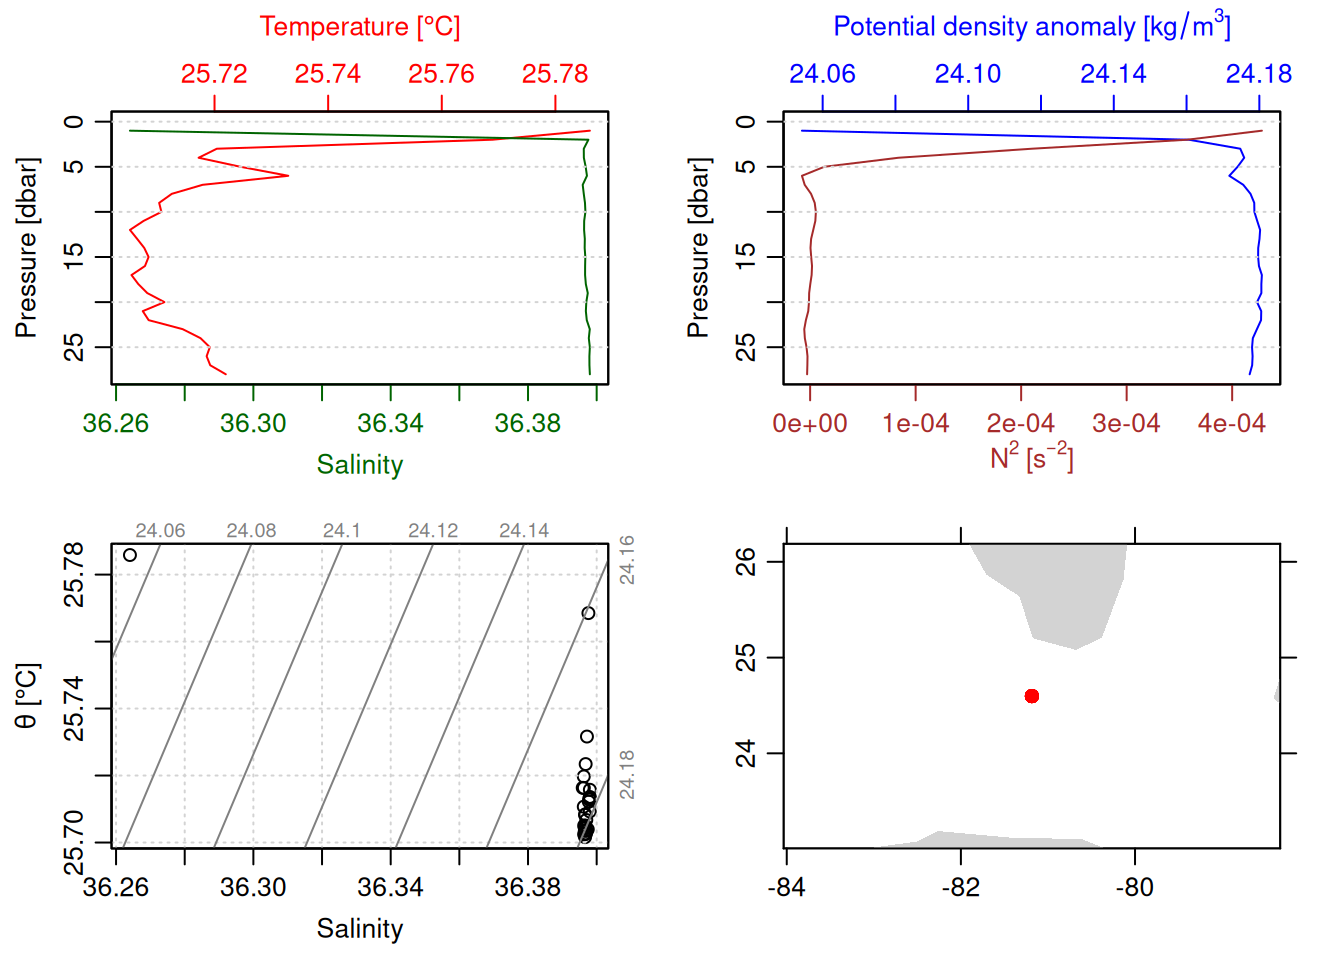 Temperature [°C]
25.72 25.74 25.76 25.78
Pressure [dbar]
0
5
15
25
36.26 36.30 36.34 36.38
Salinity
Potential density anomaly [kg/m³]
24.06 24.10 24.14 24.18
Pressure [dbar]
0
5
15
25
0e+00 1e-04 2e-04 3e-04 4e-04
N² [s⁻²]
24.06 24.08 24.1 24.12 24.14
24.16
24.18
θ [°C]
25.78
25.74
25.70
36.26 36.30 36.34 36.38
Salinity
26
25
24
-84 -82 -80